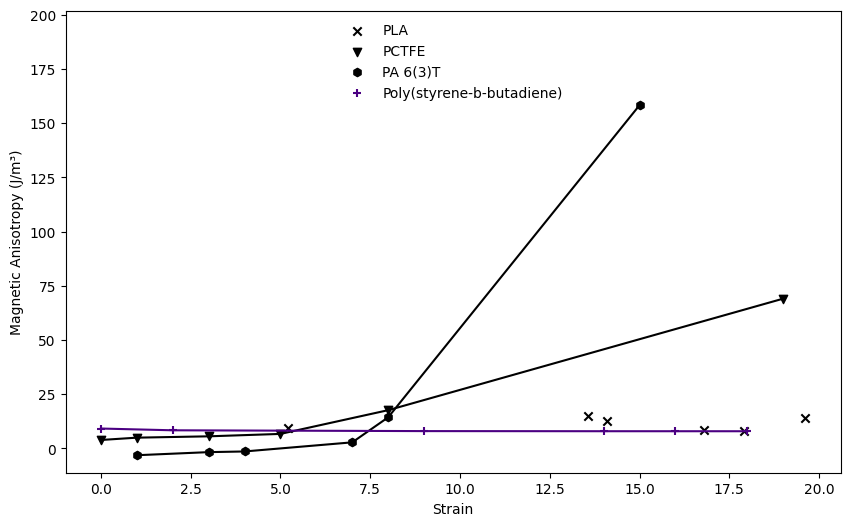 200
175
150
125
100
75
50
25
0
Magnetic Anisotropy (J/m³)
PLA
PCTFE
PA 6(3)T
Poly(styrene-b-butadiene)
0.0 2.5 5.0 7.5 10.0 12.5 15.0 17.5 20.0
Strain